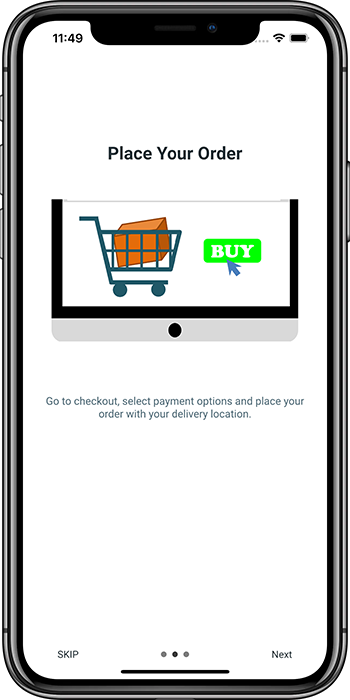 11:49
Place Your Order
BUY
Go to checkout, select payment options and place your
order with your delivery location.
SKIP
Next